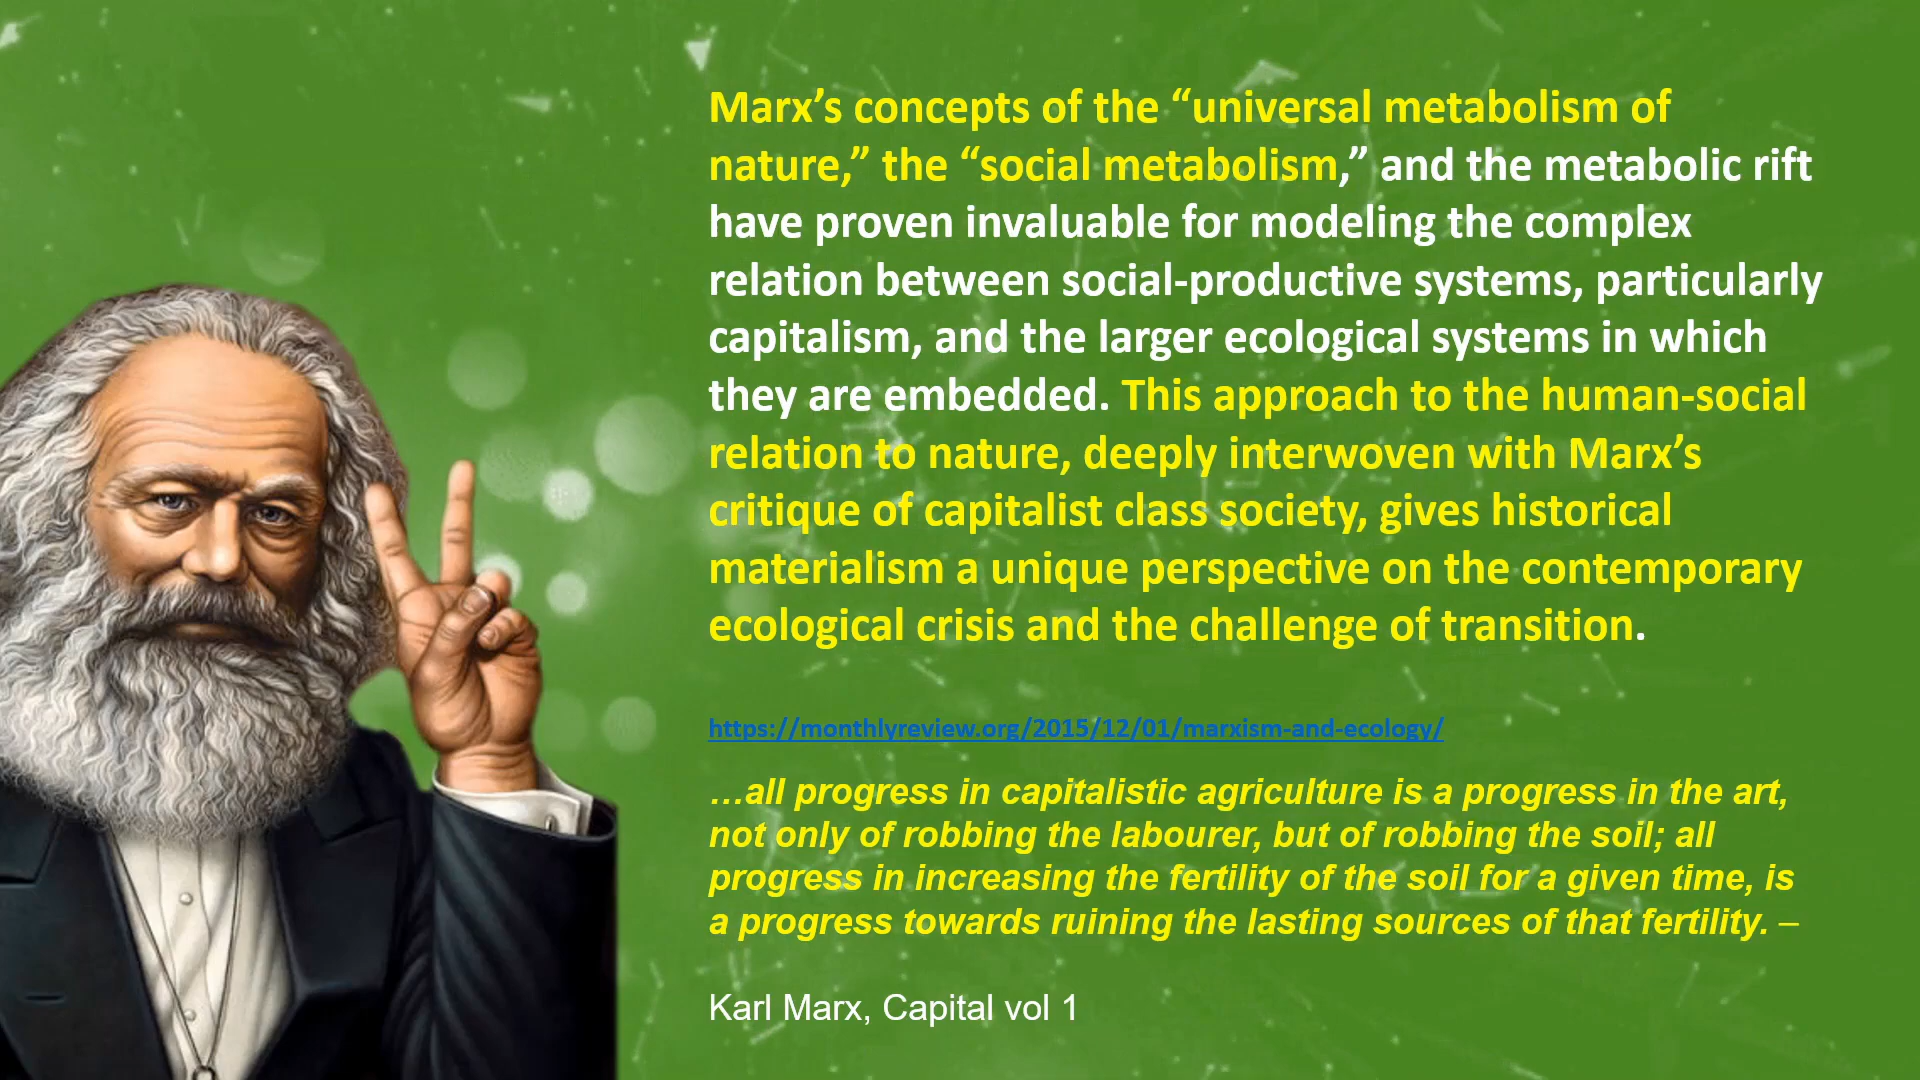 Marx’s concepts of the “universal metabolism of
nature,” the “social metabolism,” and the metabolic rift
have proven invaluable for modeling the complex
relation between social-productive systems, particularly
capitalism, and the larger ecological systems in which
they are embedded. This approach to the human-social
relation to nature, deeply interwoven with Marx’s
critique of capitalist class society, gives historical
materialism a unique perspective on the contemporary
ecological crisis and the challenge of transition.
https://monthlyreview.org/2015/12/01/marxism-and-ecology/
…all progress in capitalistic agriculture is a progress in the art,
not only of robbing the labourer, but of robbing the soil; all
progress in increasing the fertility of the soil for a given time, is
a progress towards ruining the lasting sources of that fertility. –
Karl Marx, Capital vol 1